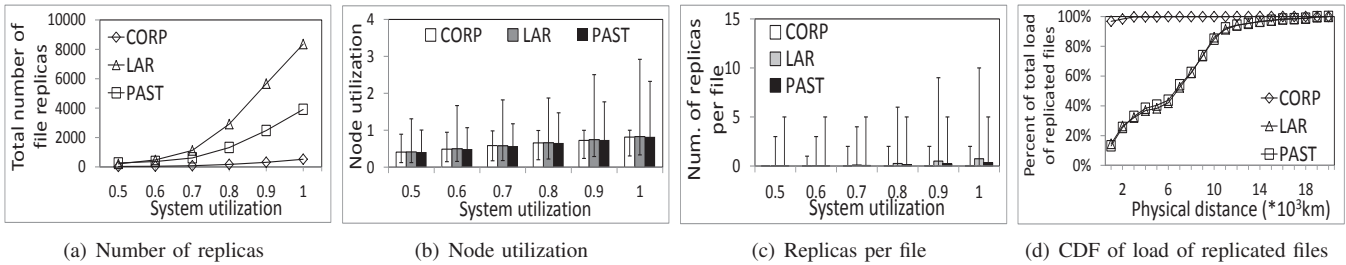 Total number of
file replicas
10000
8000
6000
4000
2000
0
CORP
LAR
PAST
0.5 0.6 0.7 0.8 0.9 1
System utilization
(a) Number of replicas
Node utilization
4
3
2
1
0
CORP LAR PAST
0.5 0.6 0.7 0.8 0.9 1
System utilization
(b) Node utilization
Num. of replicas
per file
15
10
5
0
CORP
LAR
PAST
0.5 0.6 0.7 0.8 0.9 1
System utilization
(c) Replicas per file
Percent of total load
of replicated files
100%
80%
60%
40%
20%
0%
CORP
LAR
PAST
2 6 10 14 18
Physical distance (*10³km)
(d) CDF of load of replicated files